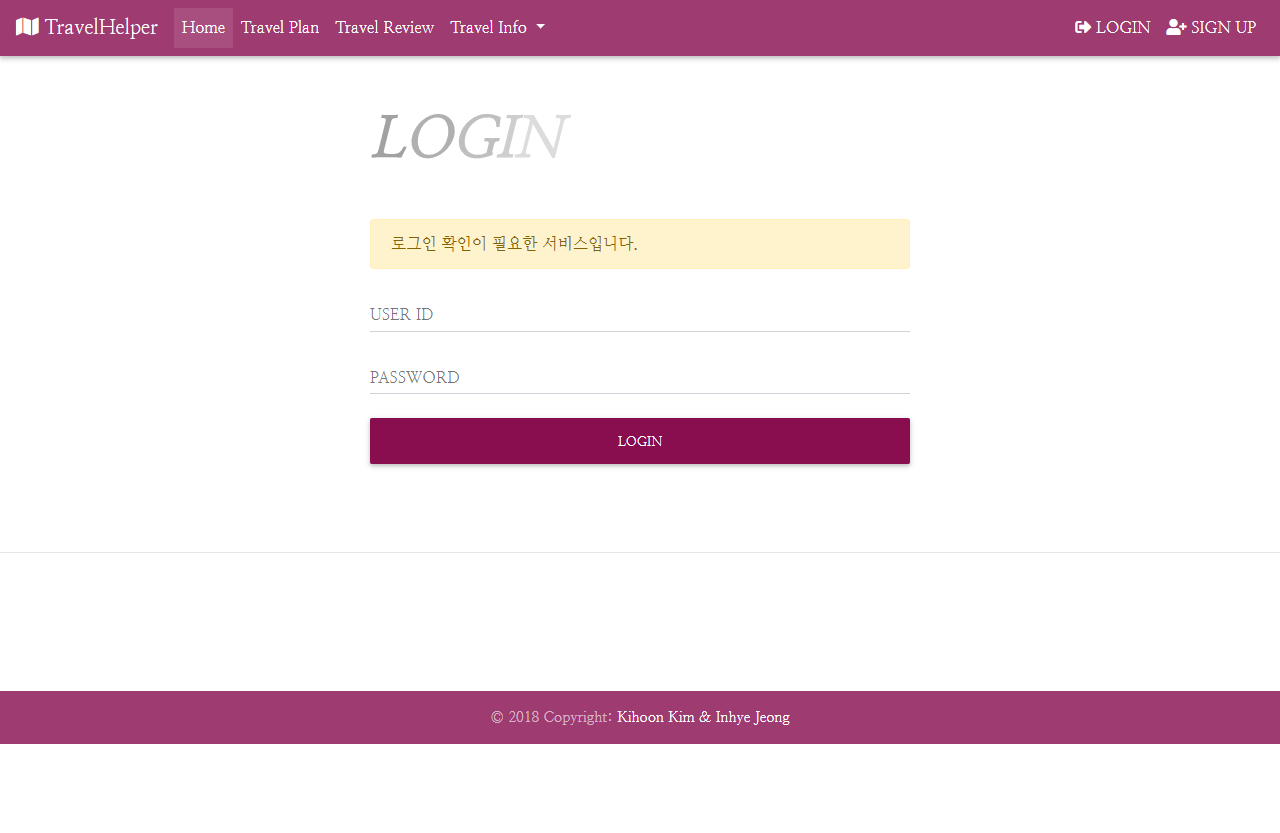 TravelHelper Home Travel Plan Travel Review Travel Info LOGIN SIGN UP
LOGIN
로그인 확인이 필요한 서비스입니다.
USER ID
PASSWORD
LOGIN
© 2018 Copyright: Kihoon Kim & Inhye Jeong